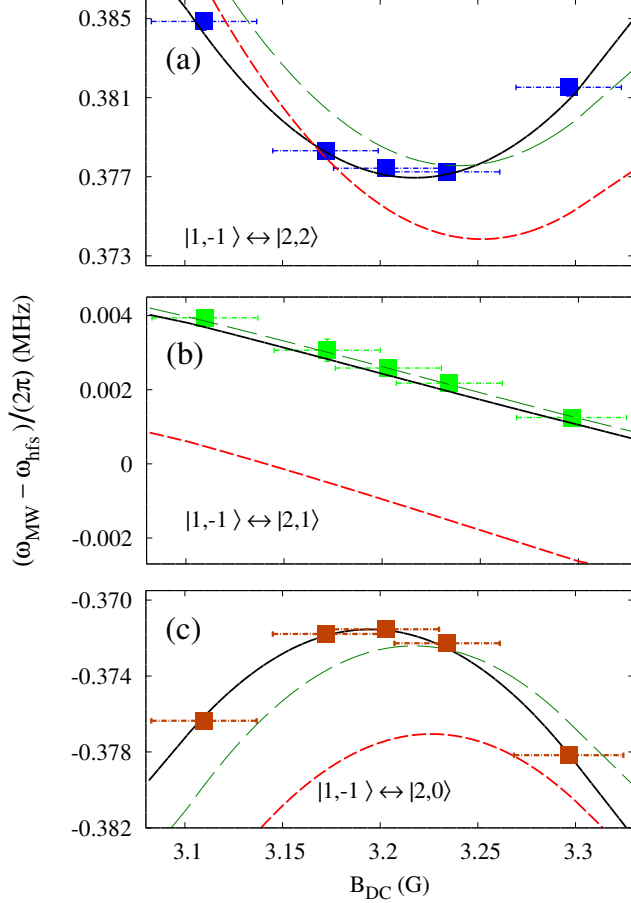 0.385
0.381
0.377
0.373
(a)
|1,-1 ⟩ ↔ |2,2⟩
0.004
0.002
0
-0.002
(b)
|1,-1 ⟩ ↔ |2,1⟩
(ω_MW − ω_hfs)/(2π) (MHz)
-0.370
-0.374
-0.378
-0.382
(c)
|1,-1 ⟩ ↔ |2,0⟩
3.1 3.15 3.2 3.25 3.3
B_DC (G)